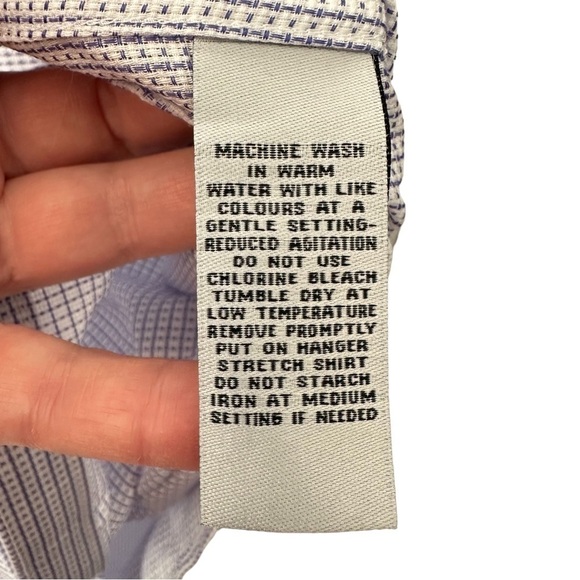 MACHINE WASH
IN WARM
WATER WITH LIKE
COLOURS AT A
GENTLE SETTING-
REDUCED AGITATION
DO NOT USE
CHLORINE BLEACH
TUMBLE DRY AT
LOW TEMPERATURE
REMOVE PROMPTLY
PUT ON HANGER
STRETCH SHIRT
DO NOT STARCH
IRON AT MEDIUM
SETTING IF NEEDED